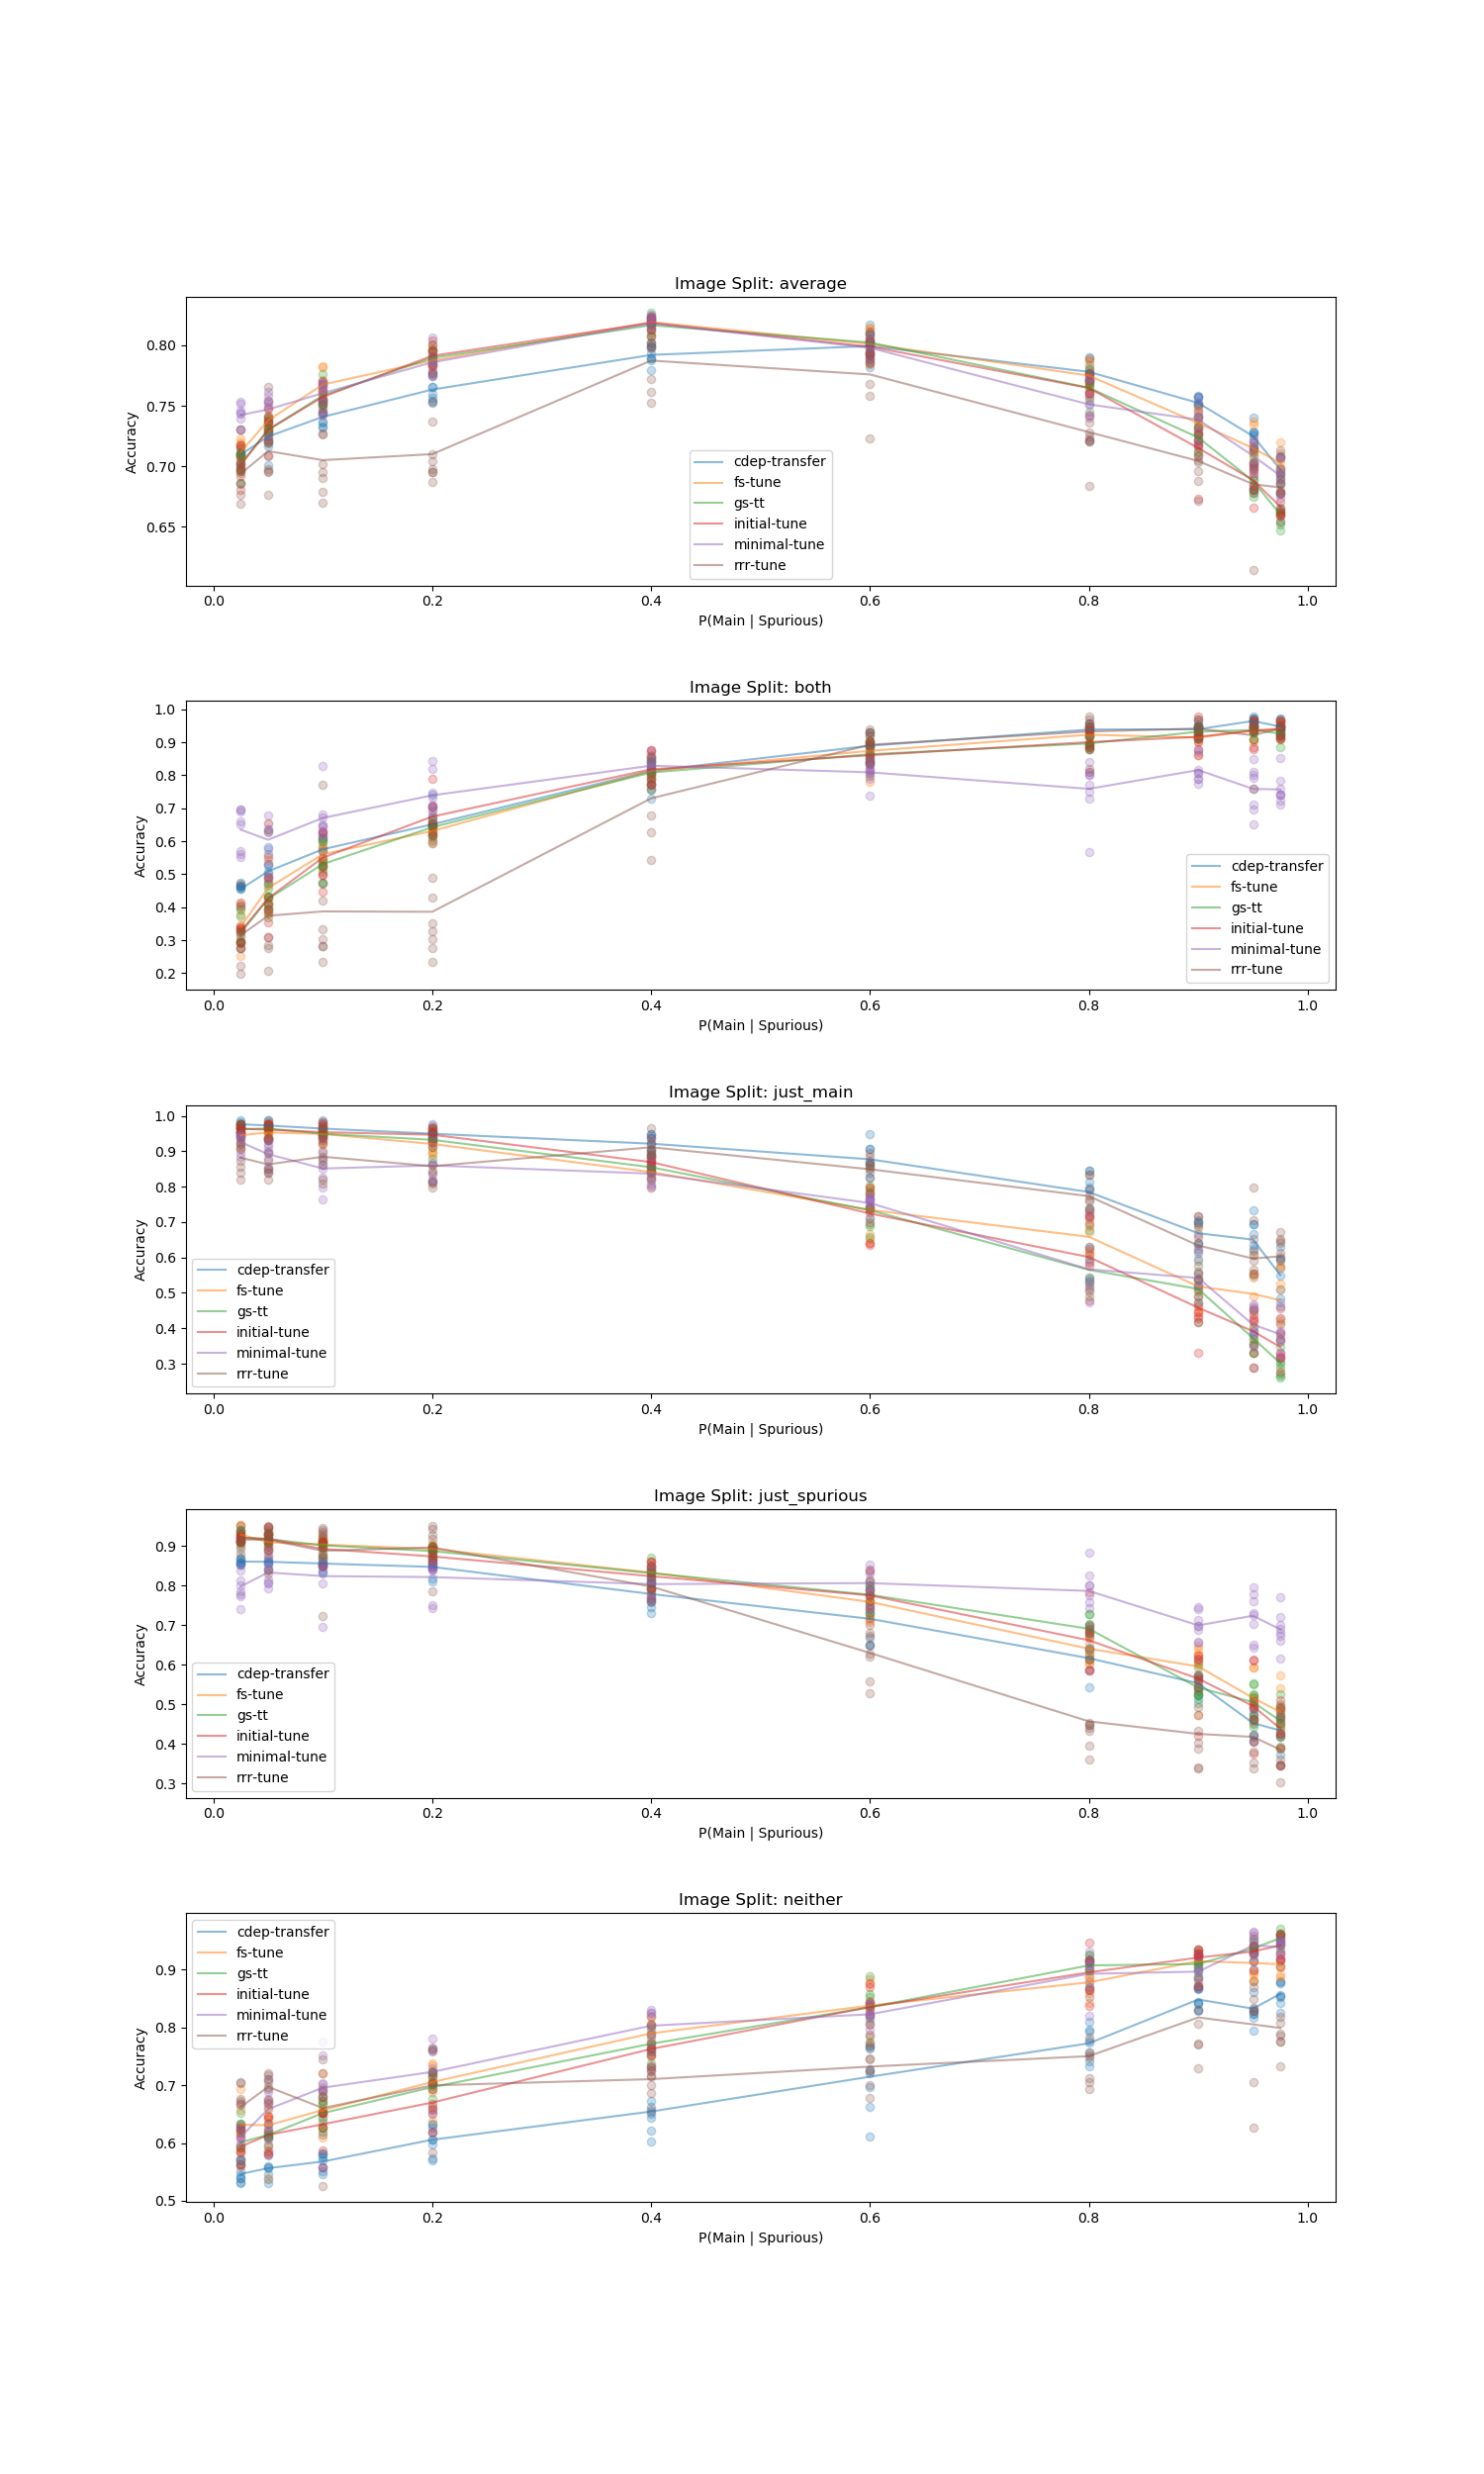 Image Split: average
0.80
0.75
0.70
0.65
Accuracy
cdep-transfer
fs-tune
gs-tt
initial-tune
minimal-tune
rrr-tune
0.0 0.2 0.4 0.6 0.8 1.0
P(Main | Spurious)
Image Split: both
1.0
0.9
0.8
0.7
0.6
0.5
0.4
0.3
0.2
Accuracy
cdep-transfer
fs-tune
gs-tt
initial-tune
minimal-tune
rrr-tune
0.0 0.2 0.4 0.6 0.8 1.0
P(Main | Spurious)
Image Split: just_main
1.0
0.9
0.8
0.7
0.6
0.5
0.4
0.3
Accuracy
cdep-transfer
fs-tune
gs-tt
initial-tune
minimal-tune
rrr-tune
0.0 0.2 0.4 0.6 0.8 1.0
P(Main | Spurious)
Image Split: just_spurious
0.9
0.8
0.7
0.6
0.5
0.4
0.3
Accuracy
cdep-transfer
fs-tune
gs-tt
initial-tune
minimal-tune
rrr-tune
0.0 0.2 0.4 0.6 0.8 1.0
P(Main | Spurious)
Image Split: neither
0.9
0.8
0.7
0.6
0.5
Accuracy
cdep-transfer
fs-tune
gs-tt
initial-tune
minimal-tune
rrr-tune
0.0 0.2 0.4 0.6 0.8 1.0
P(Main | Spurious)